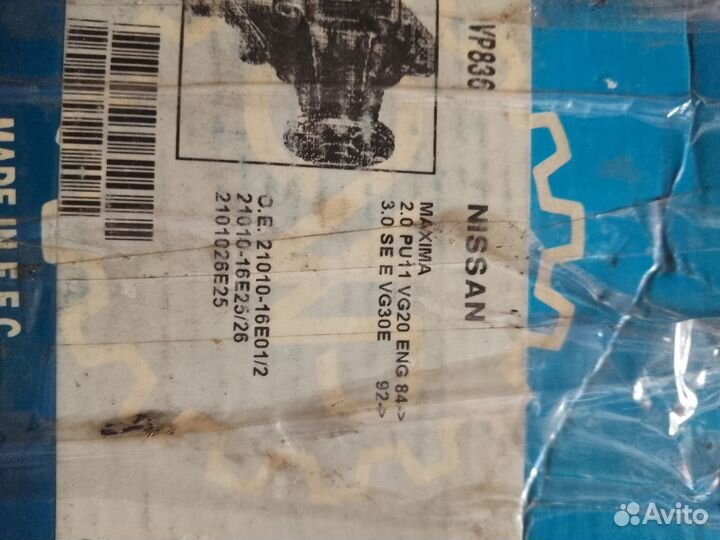 VP836
NISSAN
MAXIMA
2.0 PU11 VG20 ENG 84->
3.0 SE E VG30E 92->
O.E. 21010-16E01/2
21010-16E25/26
2101026E25
MADE IN E.E.C.
Avito